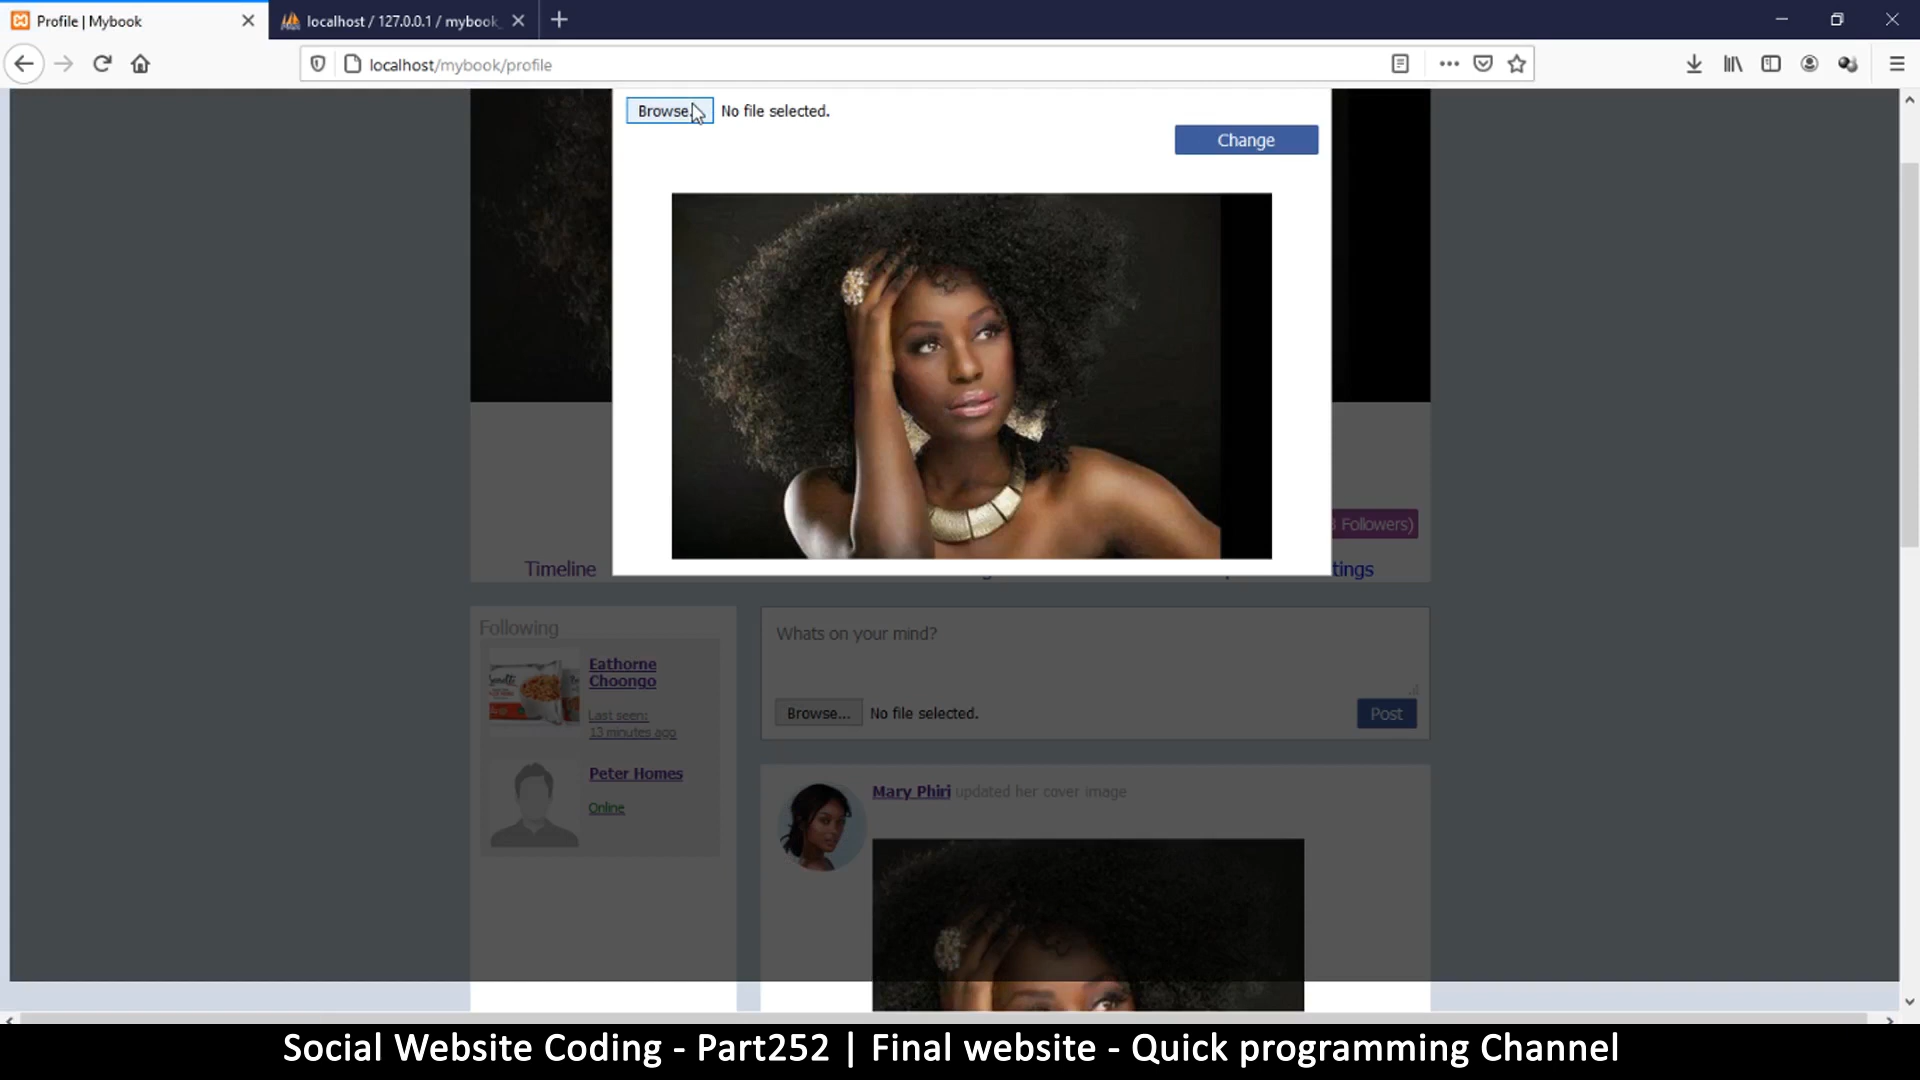 Profile | Mybook
localhost / 127.0.0.1 / mybook
localhost/mybook/profile
Browse...
No file selected.
Change
Followers)
Timeline
tings
Following
Eathorne
Choongo
Last seen:
13 minutes ago
Peter Homes
Online
Whats on your mind?
Browse...
No file selected.
Post
Mary Phiri updated her cover image
Social Website Coding - Part252 | Final website - Quick programming Channel